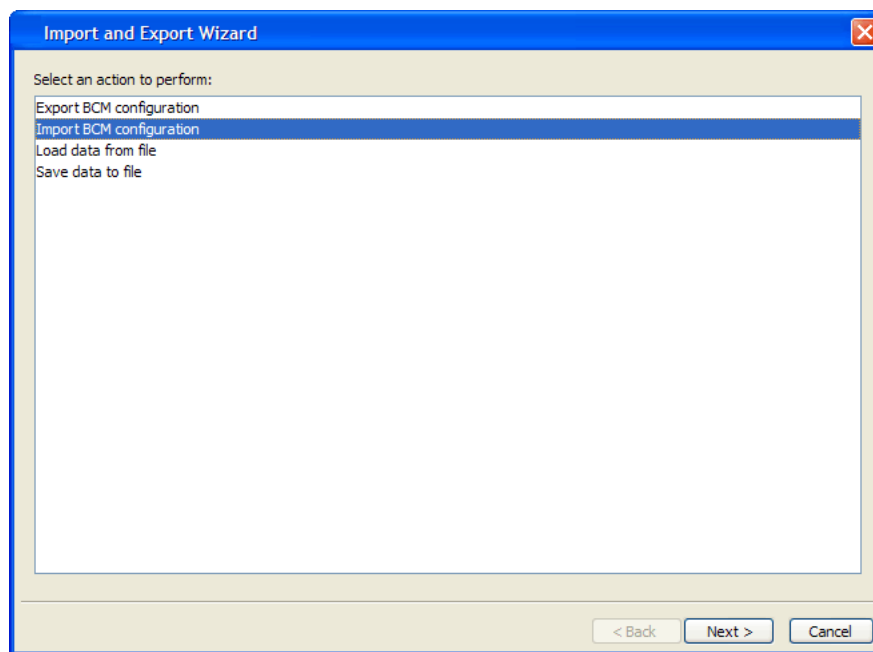 Import and Export Wizard
Select an action to perform:
Export BCM configuration
Import BCM configuration
Load data from file
Save data to file
< Back Next > Cancel